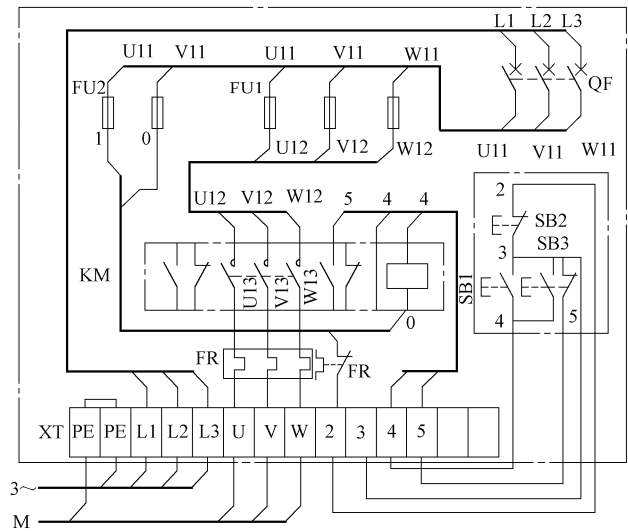 L1 L2 L3
U11 V11 U11 V11 W11
FU2 FU1 QF
1 0
U12 V12 W12 U11 V11 W11
U12 V12 W12 5 4 4
2
SB2
SB3
3
KM U13 V13 W13 SB1
4 5
0
FR FR
XT PE PE L1 L2 L3 U V W 2 3 4 5
3～
M